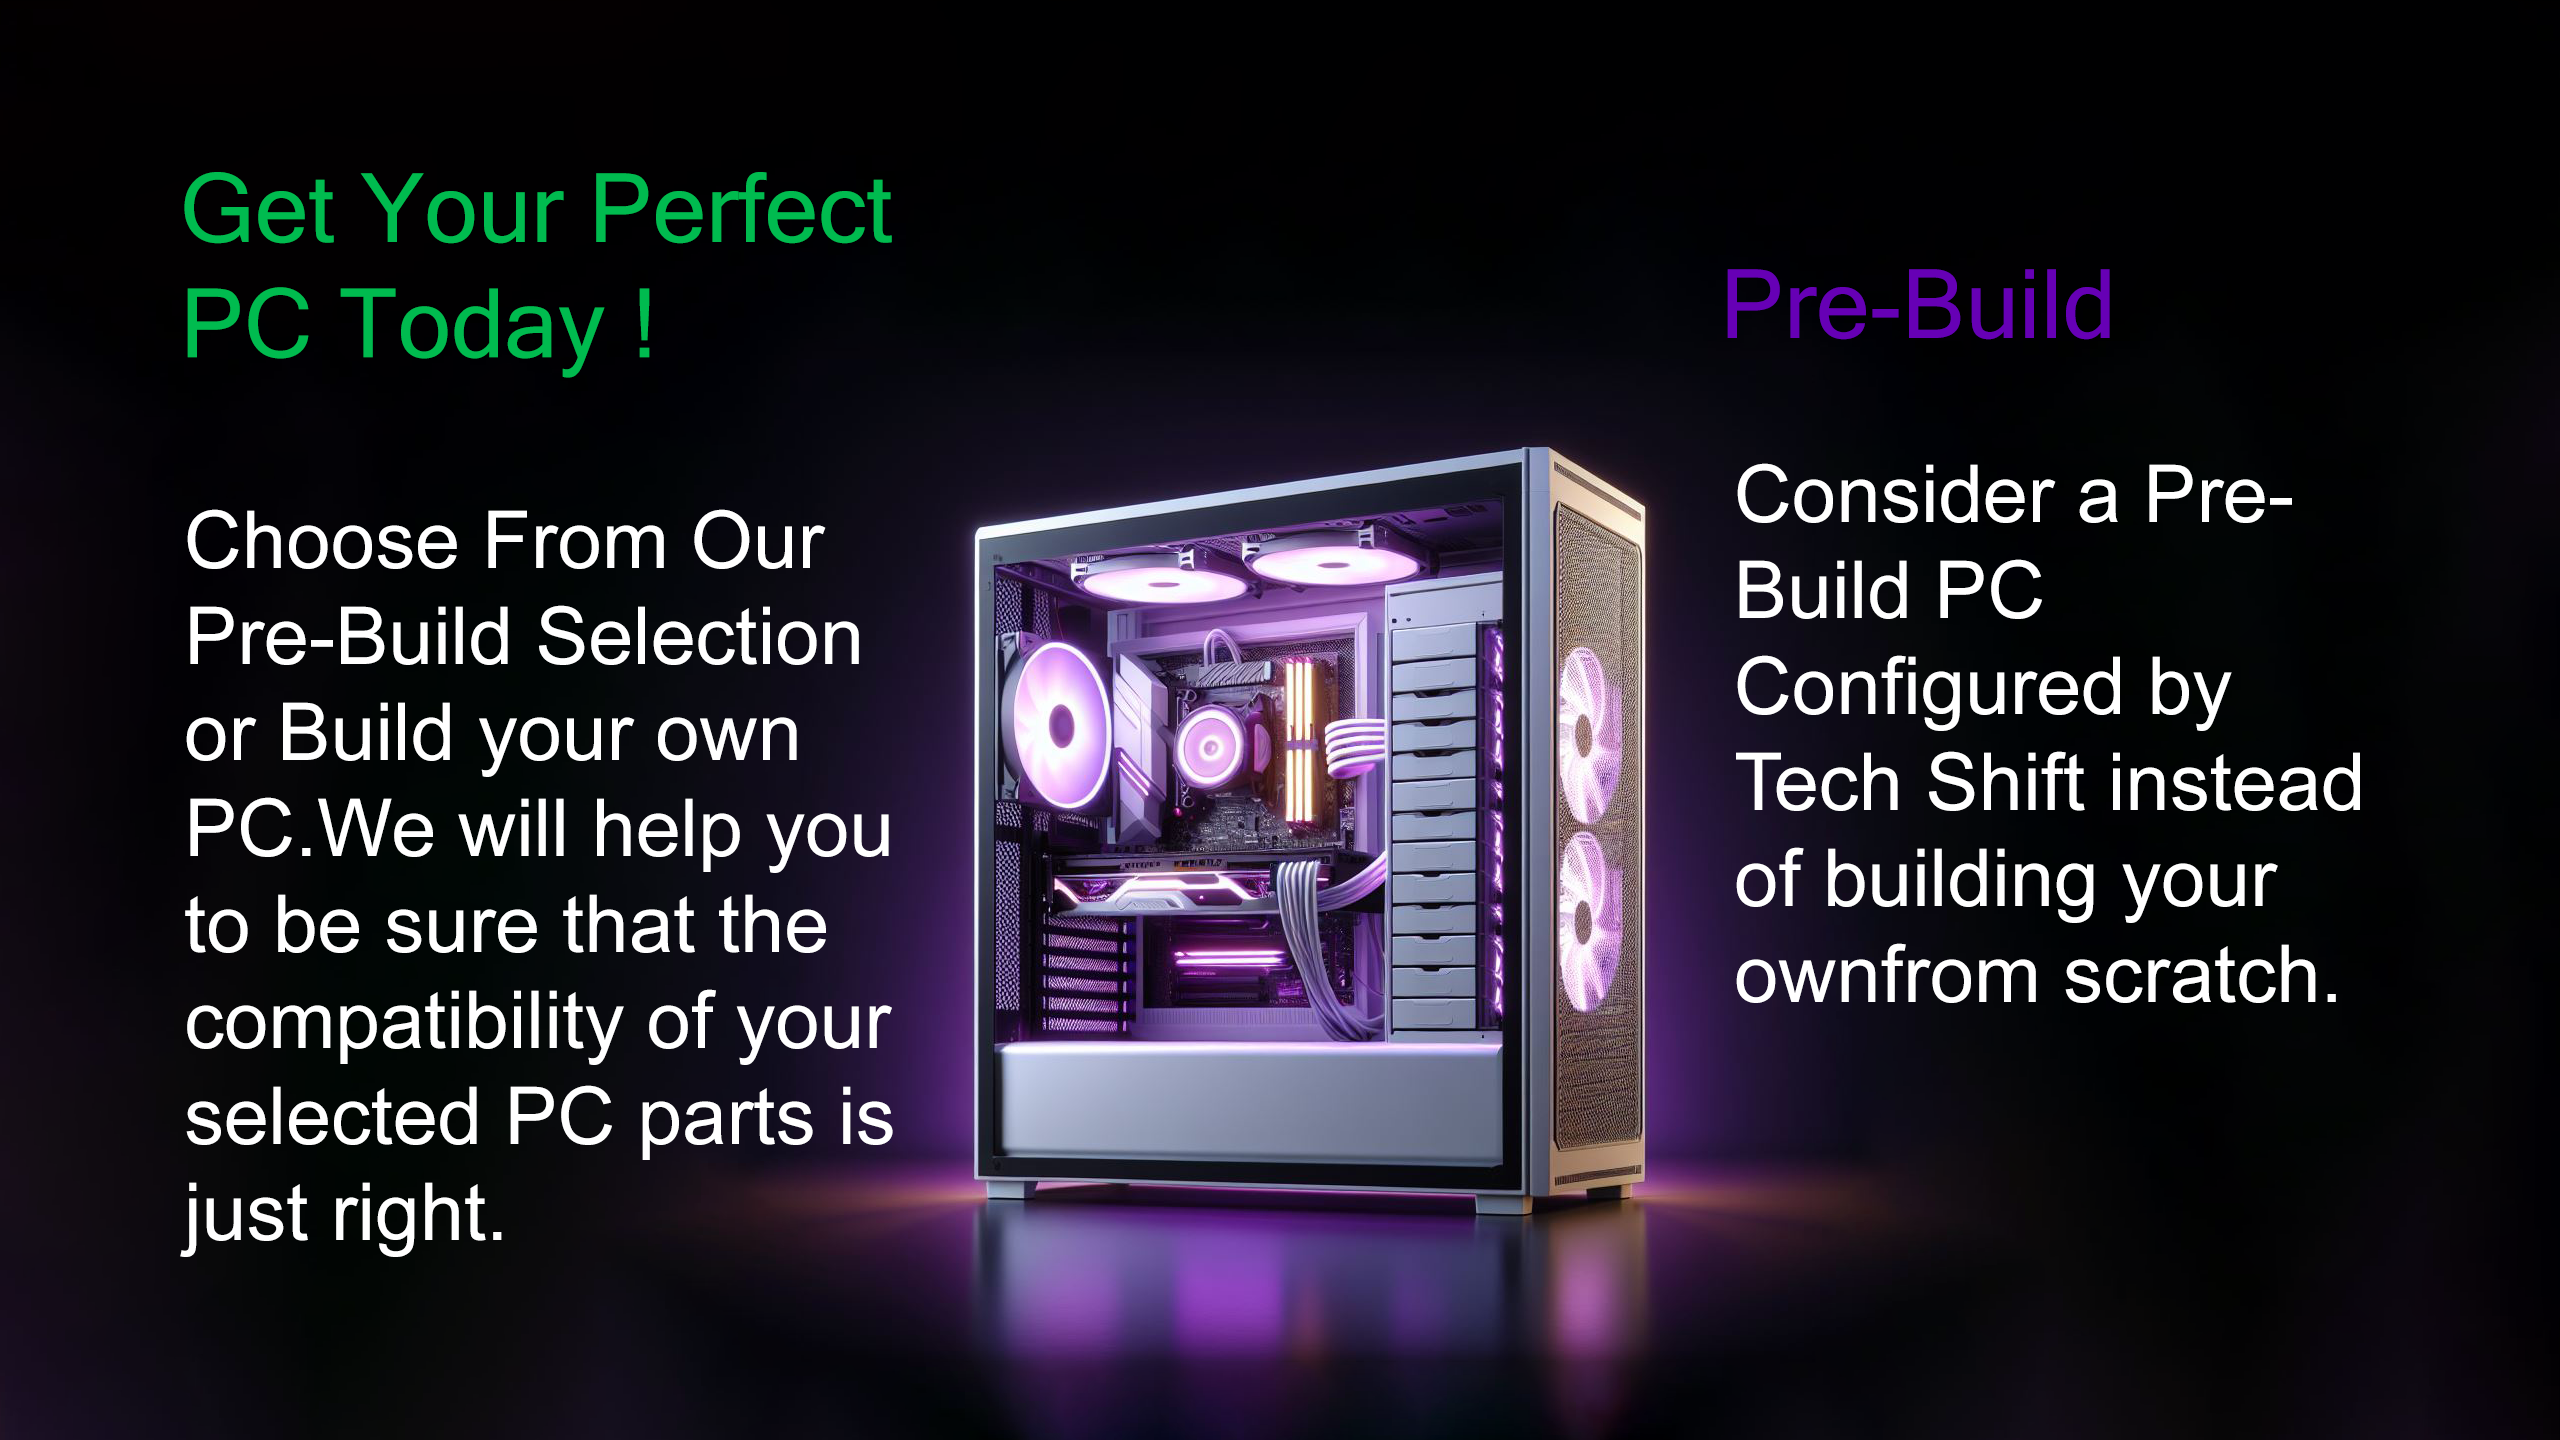 Get Your Perfect
PC Today !
Choose From Our
Pre-Build Selection
or Build your own
PC.We will help you
to be sure that the
compatibility of your
selected PC parts is
just right.
Pre-Build
Consider a Pre-
Build PC
Configured by
Tech Shift instead
of building your
ownfrom scratch.